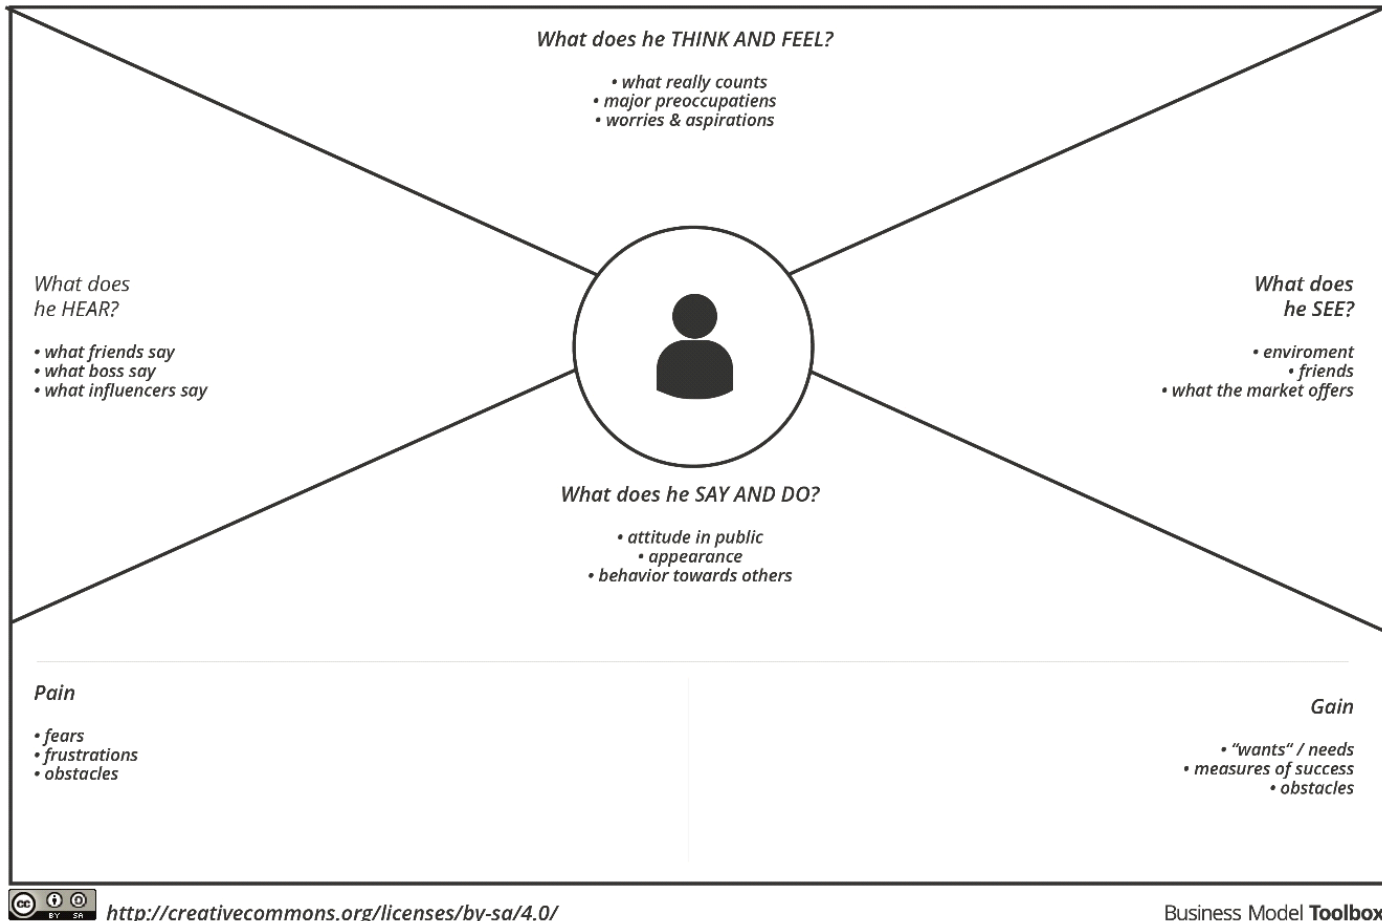 What does he THINK AND FEEL?
• what really counts
• major preoccupatiens
• worries & aspirations
What does
he HEAR?
• what friends say
• what boss say
• what influencers say
What does
he SEE?
• enviroment
• friends
• what the market offers
What does he SAY AND DO?
• attitude in public
• appearance
• behavior towards others
Pain
• fears
• frustrations
• obstacles
Gain
• “wants“ / needs
• measures of success
• obstacles
cc BY SA
http://creativecommons.org/licenses/by-sa/4.0/
Business Model Toolbox